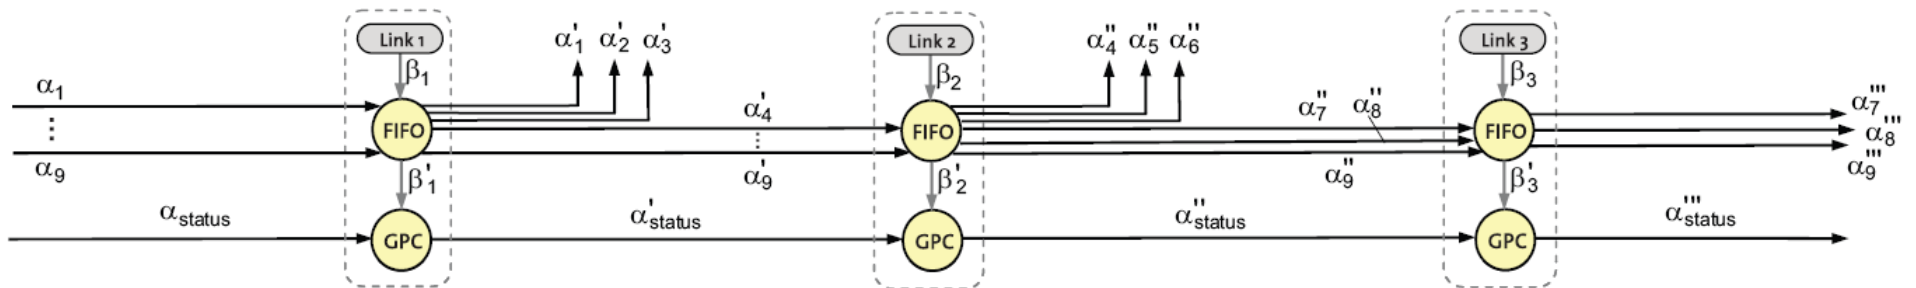 Link 1 α'1 α'2 α'3 Link 2 α''4 α''5 α''6 Link 3
β1 β2 β3
α1 α'4 α''7 α''8 α'''7
FIFO FIFO FIFO α'''8
α9 α'9 α''9 α'''9
β'1 β'2 β'3
αstatus α'status α''status α'''status
GPC GPC GPC